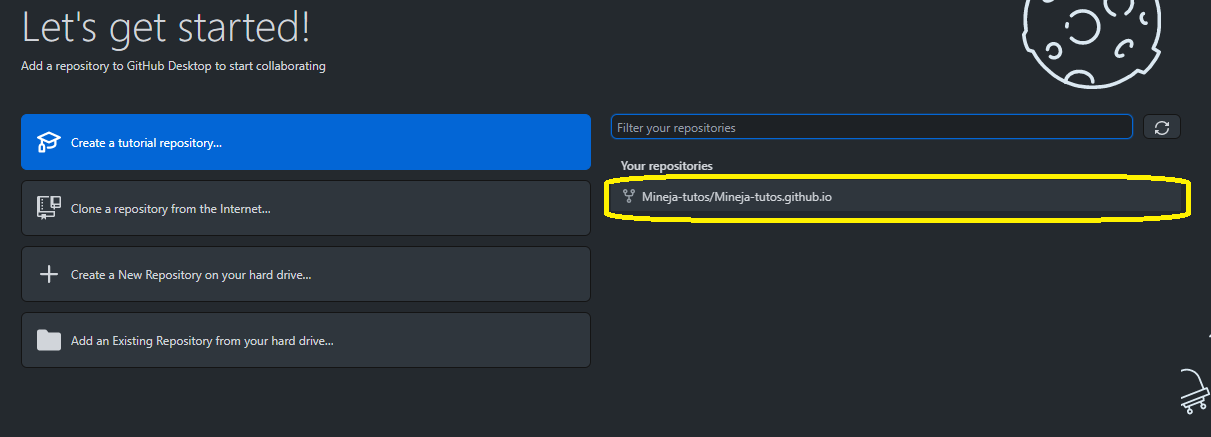 Let's get started!
Add a repository to GitHub Desktop to start collaborating
Create a tutorial repository...
Clone a repository from the Internet...
Create a New Repository on your hard drive...
Add an Existing Repository from your hard drive...
Filter your repositories
Your repositories
Mineja-tutos/Mineja-tutos.github.io